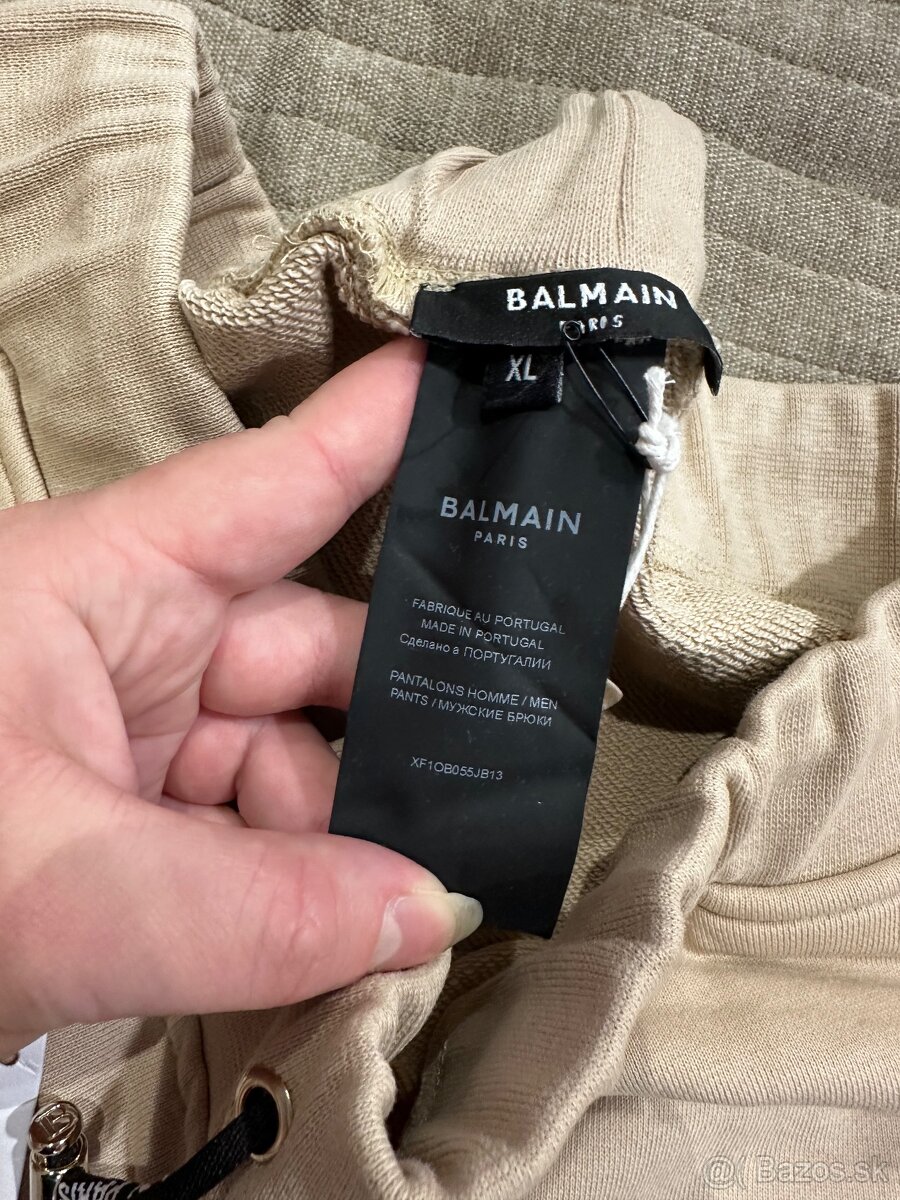 BALMAIN
PARIS
XL
BALMAIN
PARIS
FABRIQUE AU PORTUGAL
MADE IN PORTUGAL
Сделано в ПОРТУГАЛИИ
PANTALONS HOMME / MEN
PANTS / МУЖСКИЕ БРЮКИ
XF1OB055JB13
Bazos.sk